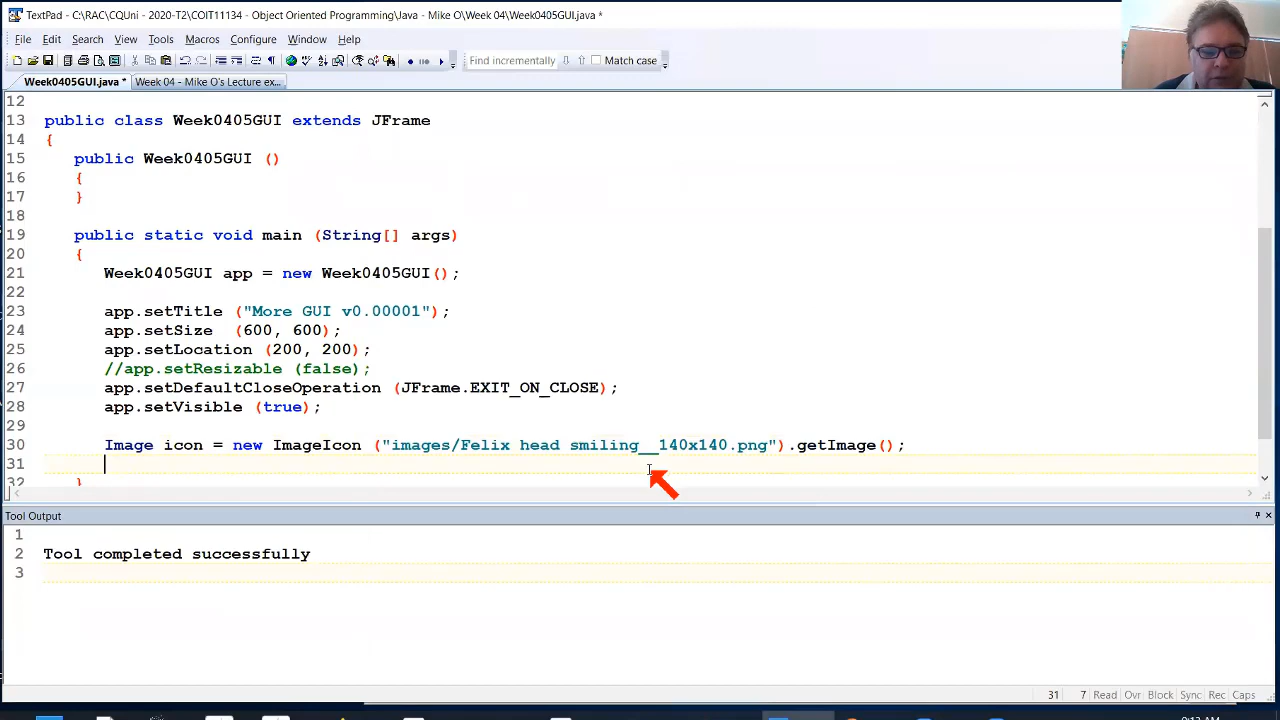 TextPad - C:\RAC\CQUni - 2020-T2\COIT11134 - Object Oriented Programming\Java - Mike O\Week 04\Week0405GUI.java *
File Edit Search View Tools Macros Configure Window Help
Find incrementally Match case
Week0405GUI.java * Week 04 - Mike O's Lecture ex...
12
13 public class Week0405GUI extends JFrame
14 {
15 public Week0405GUI ()
16 {
17 }
18
19 public static void main (String[] args)
20 {
21 Week0405GUI app = new Week0405GUI();
22
23 app.setTitle ("More GUI v0.00001");
24 app.setSize (600, 600);
25 app.setLocation (200, 200);
26 //app.setResizable (false);
27 app.setDefaultCloseOperation (JFrame.EXIT_ON_CLOSE);
28 app.setVisible (true);
29
30 Image icon = new ImageIcon ("images/Felix head smiling__140x140.png").getImage();
31
32 }
Tool Output
1
2 Tool completed successfully
3
31 7 Read Ovr Block Sync Rec Caps